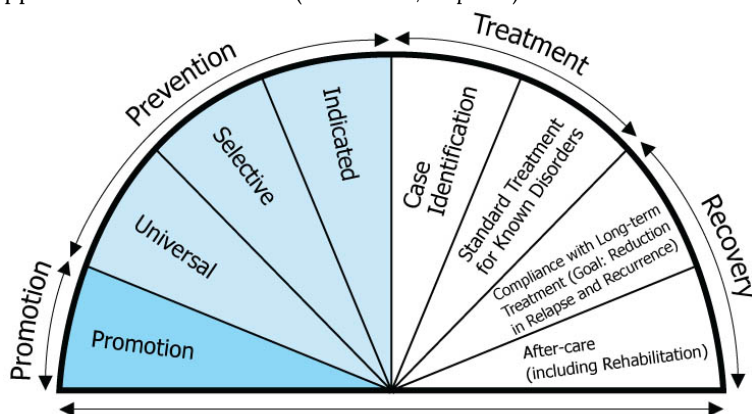 Prevention
Treatment
Promotion
Recovery
Promotion
Universal
Selective
Indicated
Case
Identification
Standard Treatment
for Known Disorders
Compliance with Long-term
Treatment (Goal: Reduction
in Relapse and Recurrence)
After-care
(including Rehabilitation)